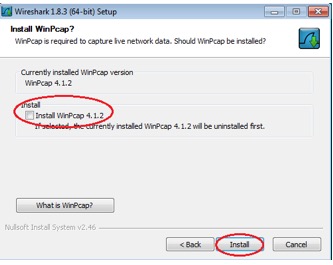 Wireshark 1.8.3 (64-bit) Setup
Install WinPcap?
WinPcap is required to capture live network data. Should WinPcap be installed?
Currently installed WinPcap version
WinPcap 4.1.2
Install
Install WinPcap 4.1.2
If selected, the currently installed WinPcap 4.1.2 will be uninstalled first.
What is WinPcap?
Nullsoft Install System v2.46
< Back Install Cancel